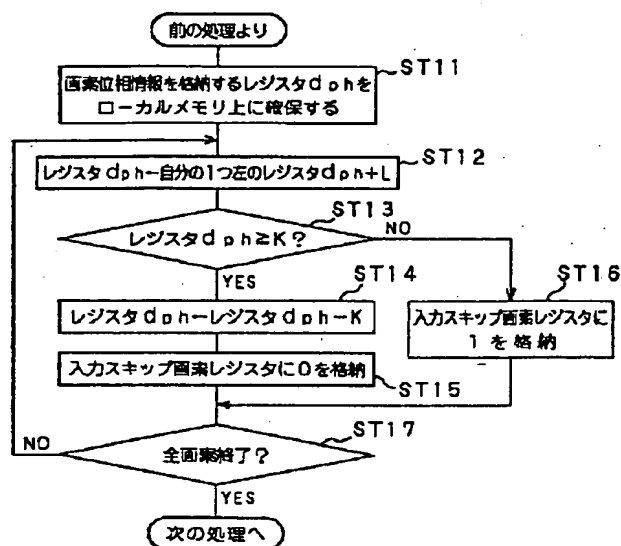 前の処理より
ST11
画素位相情報を格納するレジスタdphを
ローカルメモリ上に確保する
ST12
レジスタdph←自分の1つ左のレジスタdph+L
ST13
レジスタdph≧K?
NO
YES
ST14
ST16
レジスタdph←レジスタdph−K
入力スキップ画素レジスタに
1を格納
入力スキップ画素レジスタに0を格納
ST15
ST17
NO
全画素終了?
YES
次の処理へ